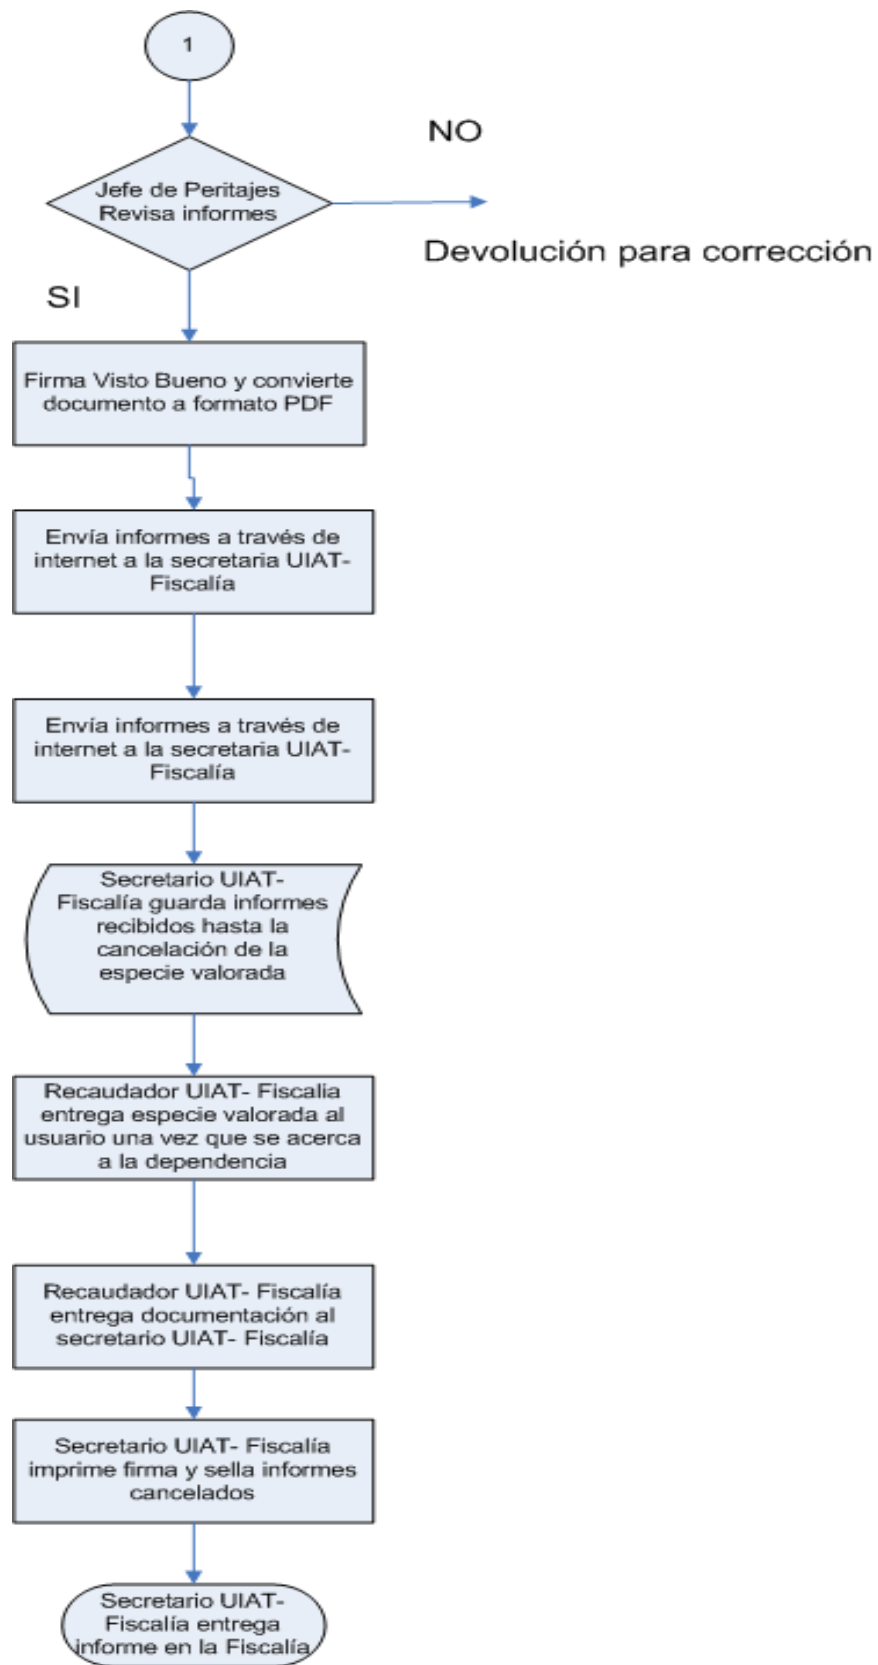 1
NO
Jefe de Peritajes
Revisa informes
Devolución para corrección
SI
Firma Visto Bueno y convierte
documento a formato PDF
Envía informes a través de
internet a la secretaria UIAT-
Fiscalía
Envía informes a través de
internet a la secretaria UIAT-
Fiscalía
Secretario UIAT-
Fiscalía guarda informes
recibidos hasta la
cancelación de la
especie valorada
Recaudador UIAT- Fiscalia
entrega especie valorada al
usuario una vez que se acerca
a la dependencia
Recaudador UIAT- Fiscalía
entrega documentación al
secretario UIAT- Fiscalía
Secretario UIAT- Fiscalía
imprime firma y sella informes
cancelados
Secretario UIAT-
Fiscalía entrega
informe en la Fiscalía